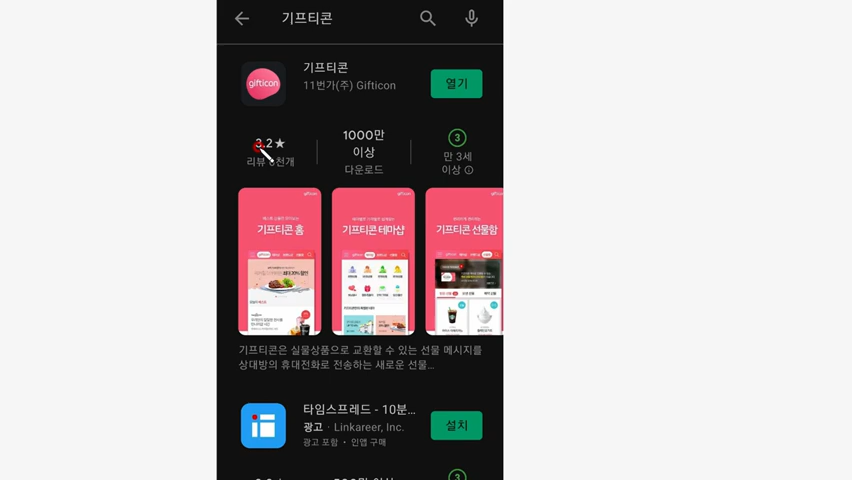 기프티콘
기프티콘
gifticon
11번가(주) Gifticon
열기
1000만
이상
다운로드
3
만 3세
이상
기프티콘 홈
기프티콘 테마샵
기프티콘 선물함
기프티콘은 실물상품으로 교환할 수 있는 선물 메시지를
상대방의 휴대전화로 전송하는 새로운 선물...
타임스프레드 - 10분...
광고 · Linkareer, Inc.
설치
광고 포함 • 인앱 구매